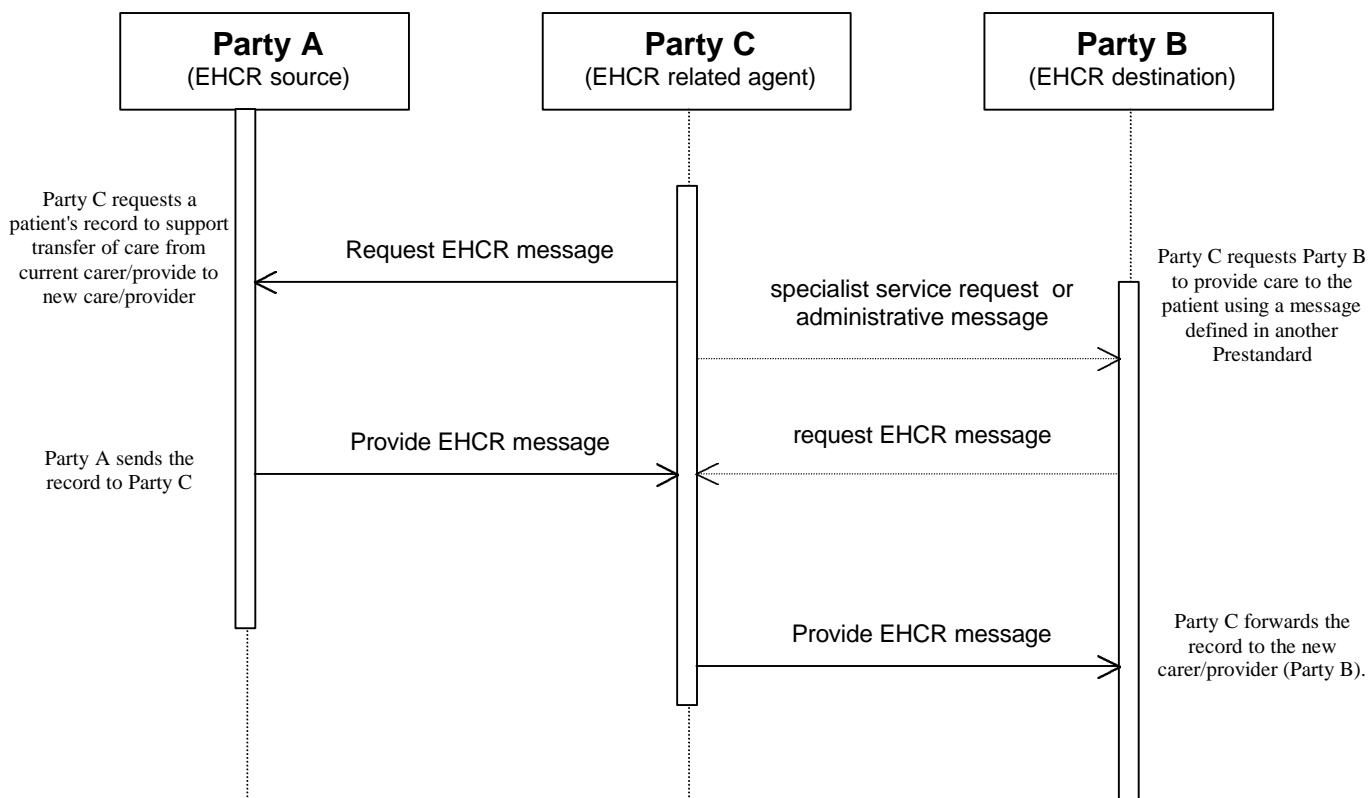 Party A
(EHCR source)
Party C
(EHCR related agent)
Party B
(EHCR destination)
Party C requests a
patient's record to support
transfer of care from
current carer/provide to
new care/provider
Request EHCR message
specialist service request or
administrative message
Party C requests Party B
to provide care to the
patient using a message
defined in another
Prestandard
Party A sends the
record to Party C
Provide EHCR message
request EHCR message
Provide EHCR message
Party C forwards the
record to the new
carer/provider (Party B).